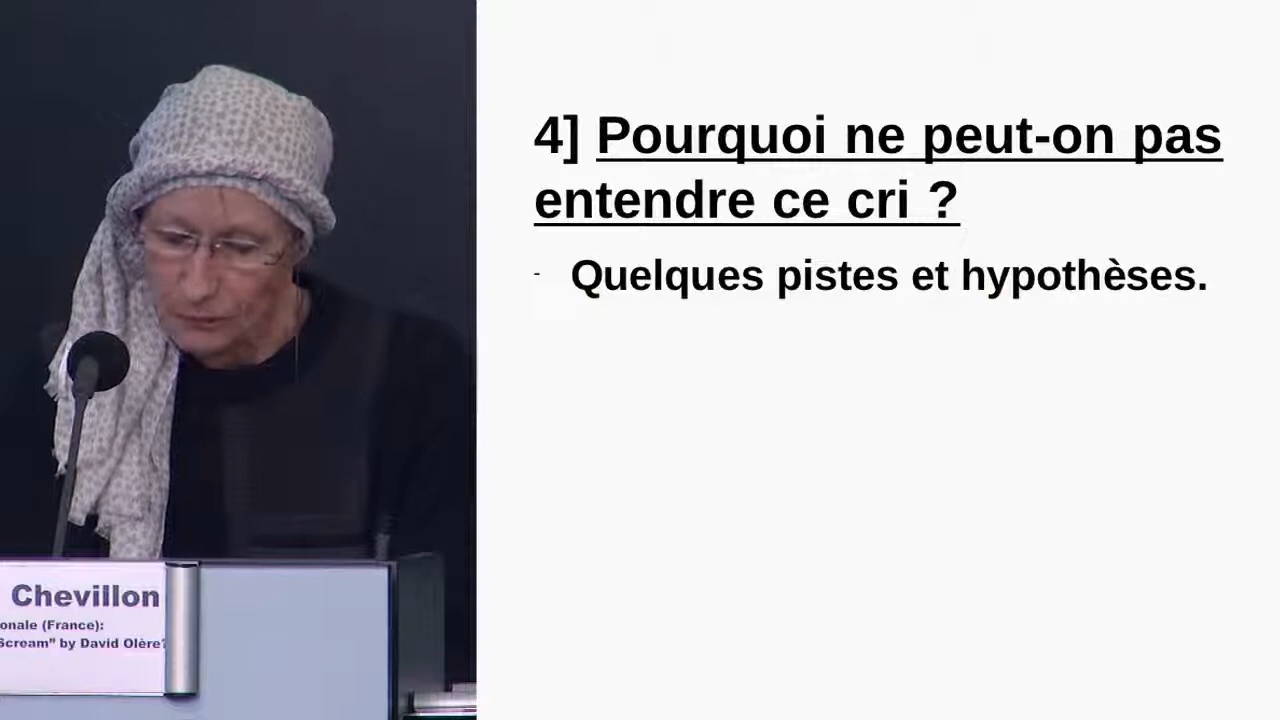 4] Pourquoi ne peut-on pas
entendre ce cri ?
- Quelques pistes et hypothèses.
Chevillon
onale (France):
Scream” by David Olère?